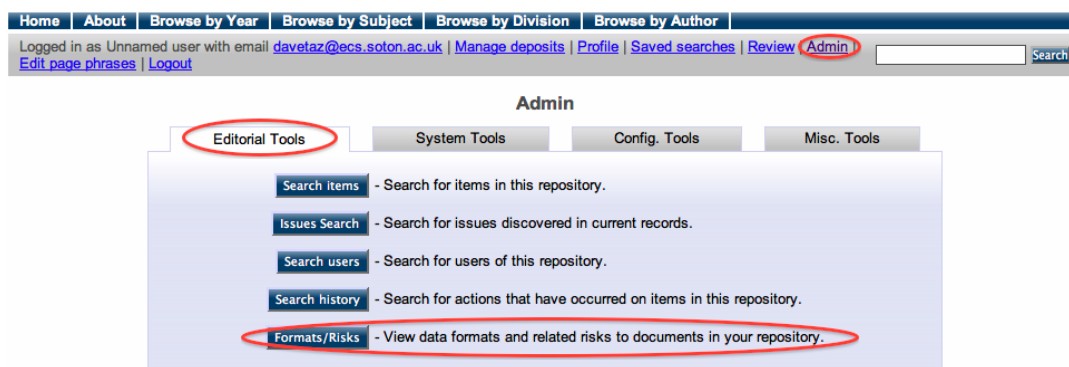 Home | About | Browse by Year | Browse by Subject | Browse by Division | Browse by Author |
Logged in as Unnamed user with email davetaz@ecs.soton.ac.uk | Manage deposits | Profile | Saved searches | Review | Admin |
Search
Edit page phrases | Logout
Admin
Editorial Tools System Tools Config. Tools Misc. Tools
Search items - Search for items in this repository.
Issues Search - Search for issues discovered in current records.
Search users - Search for users of this repository.
Search history - Search for actions that have occurred on items in this repository.
Formats/Risks - View data formats and related risks to documents in your repository.